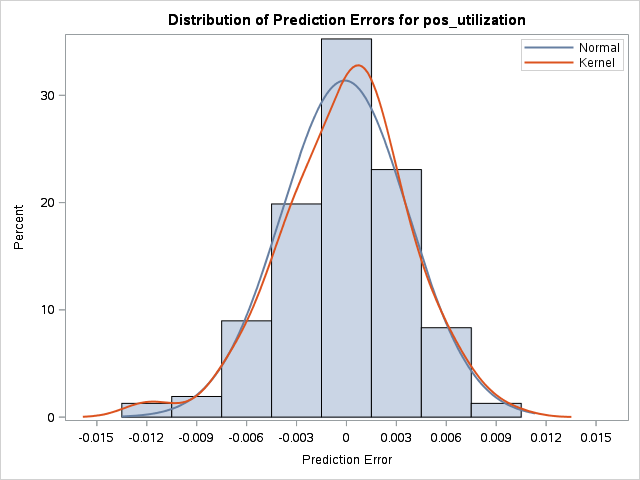 Distribution of Prediction Errors for pos_utilization
Normal
Kernel
30
20
10
0
Percent
-0.015 -0.012 -0.009 -0.006 -0.003 0 0.003 0.006 0.009 0.012 0.015
Prediction Error